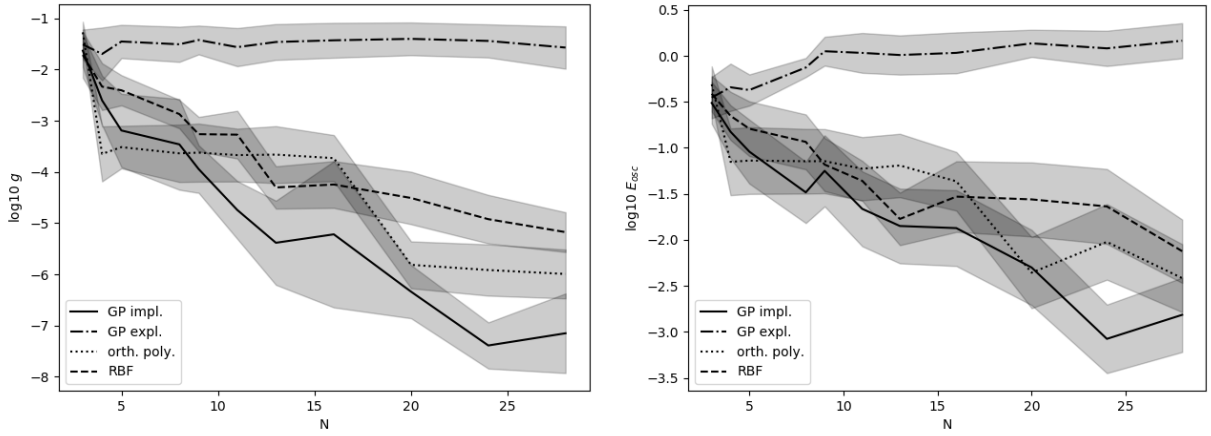 −1
−2
−3
−4
−5
−6
−7
−8
log10 g
5
10
15
20
25
N
GP impl.
GP expl.
orth. poly.
RBF
0.5
0.0
−0.5
−1.0
−1.5
−2.0
−2.5
−3.0
−3.5
log10 E_osc
5
10
15
20
25
N
GP impl.
GP expl.
orth. poly.
RBF